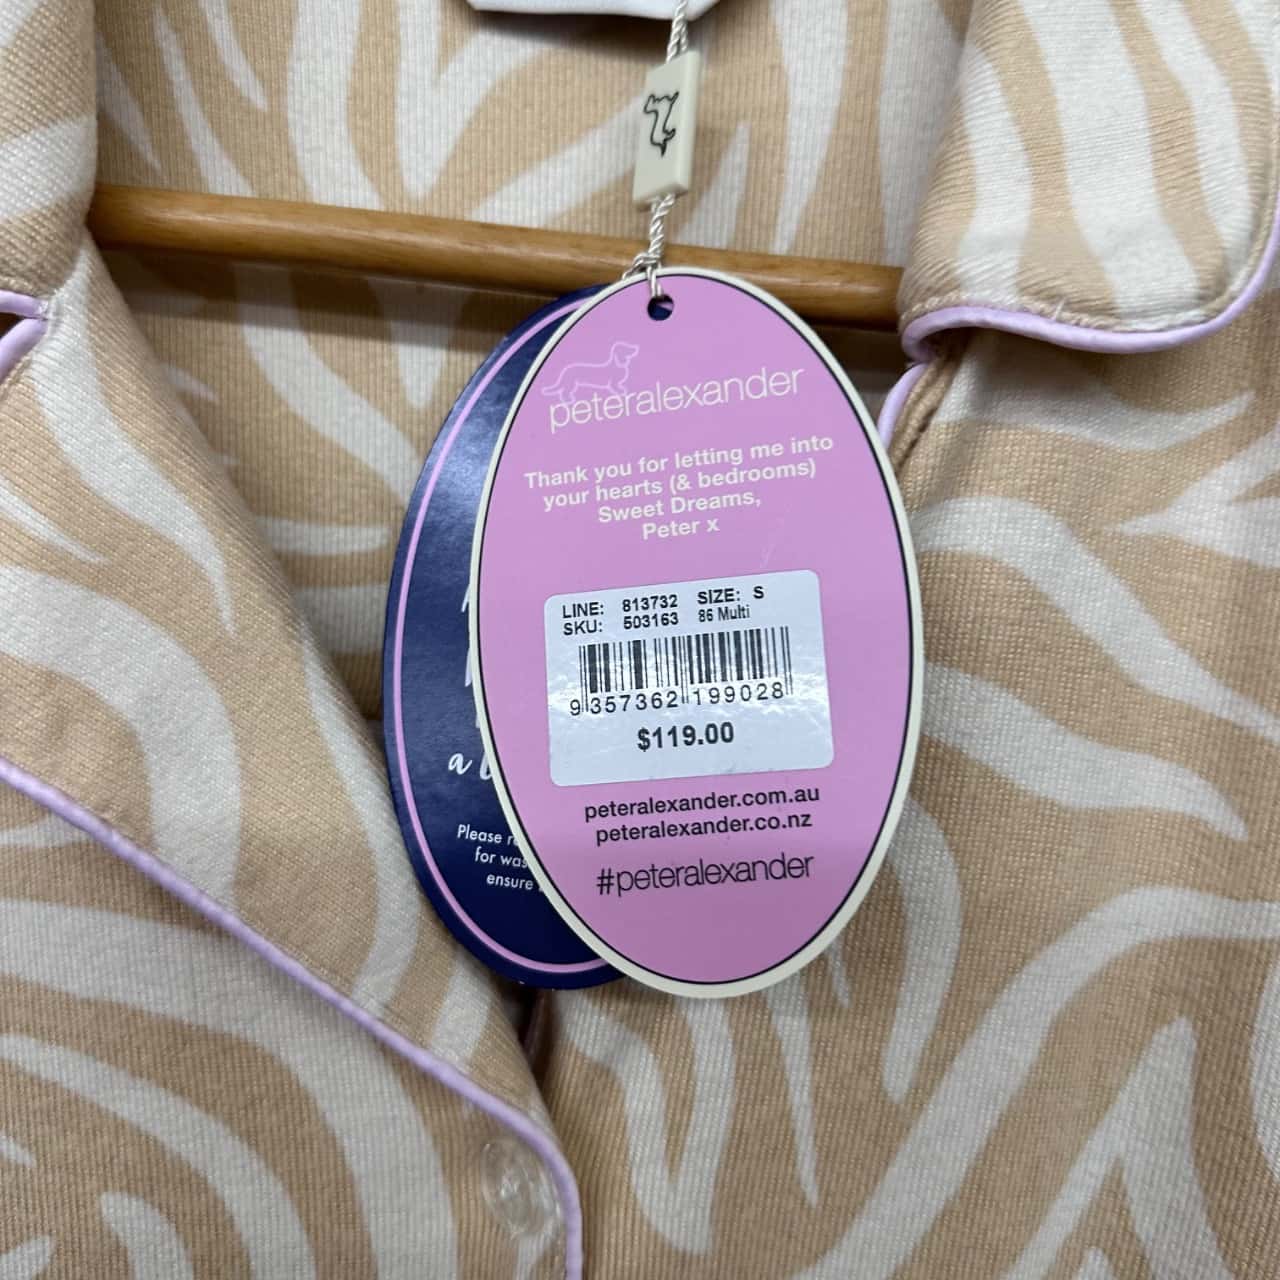 peteralexander
Thank you for letting me into
your hearts (& bedrooms)
Sweet Dreams,
Peter x
LINE: 813732 SIZE: S
SKU: 503163 86 Multi
9 357362 199028
$119.00
peteralexander.com.au
peteralexander.co.nz
#peteralexander
a
Please
for
ensure